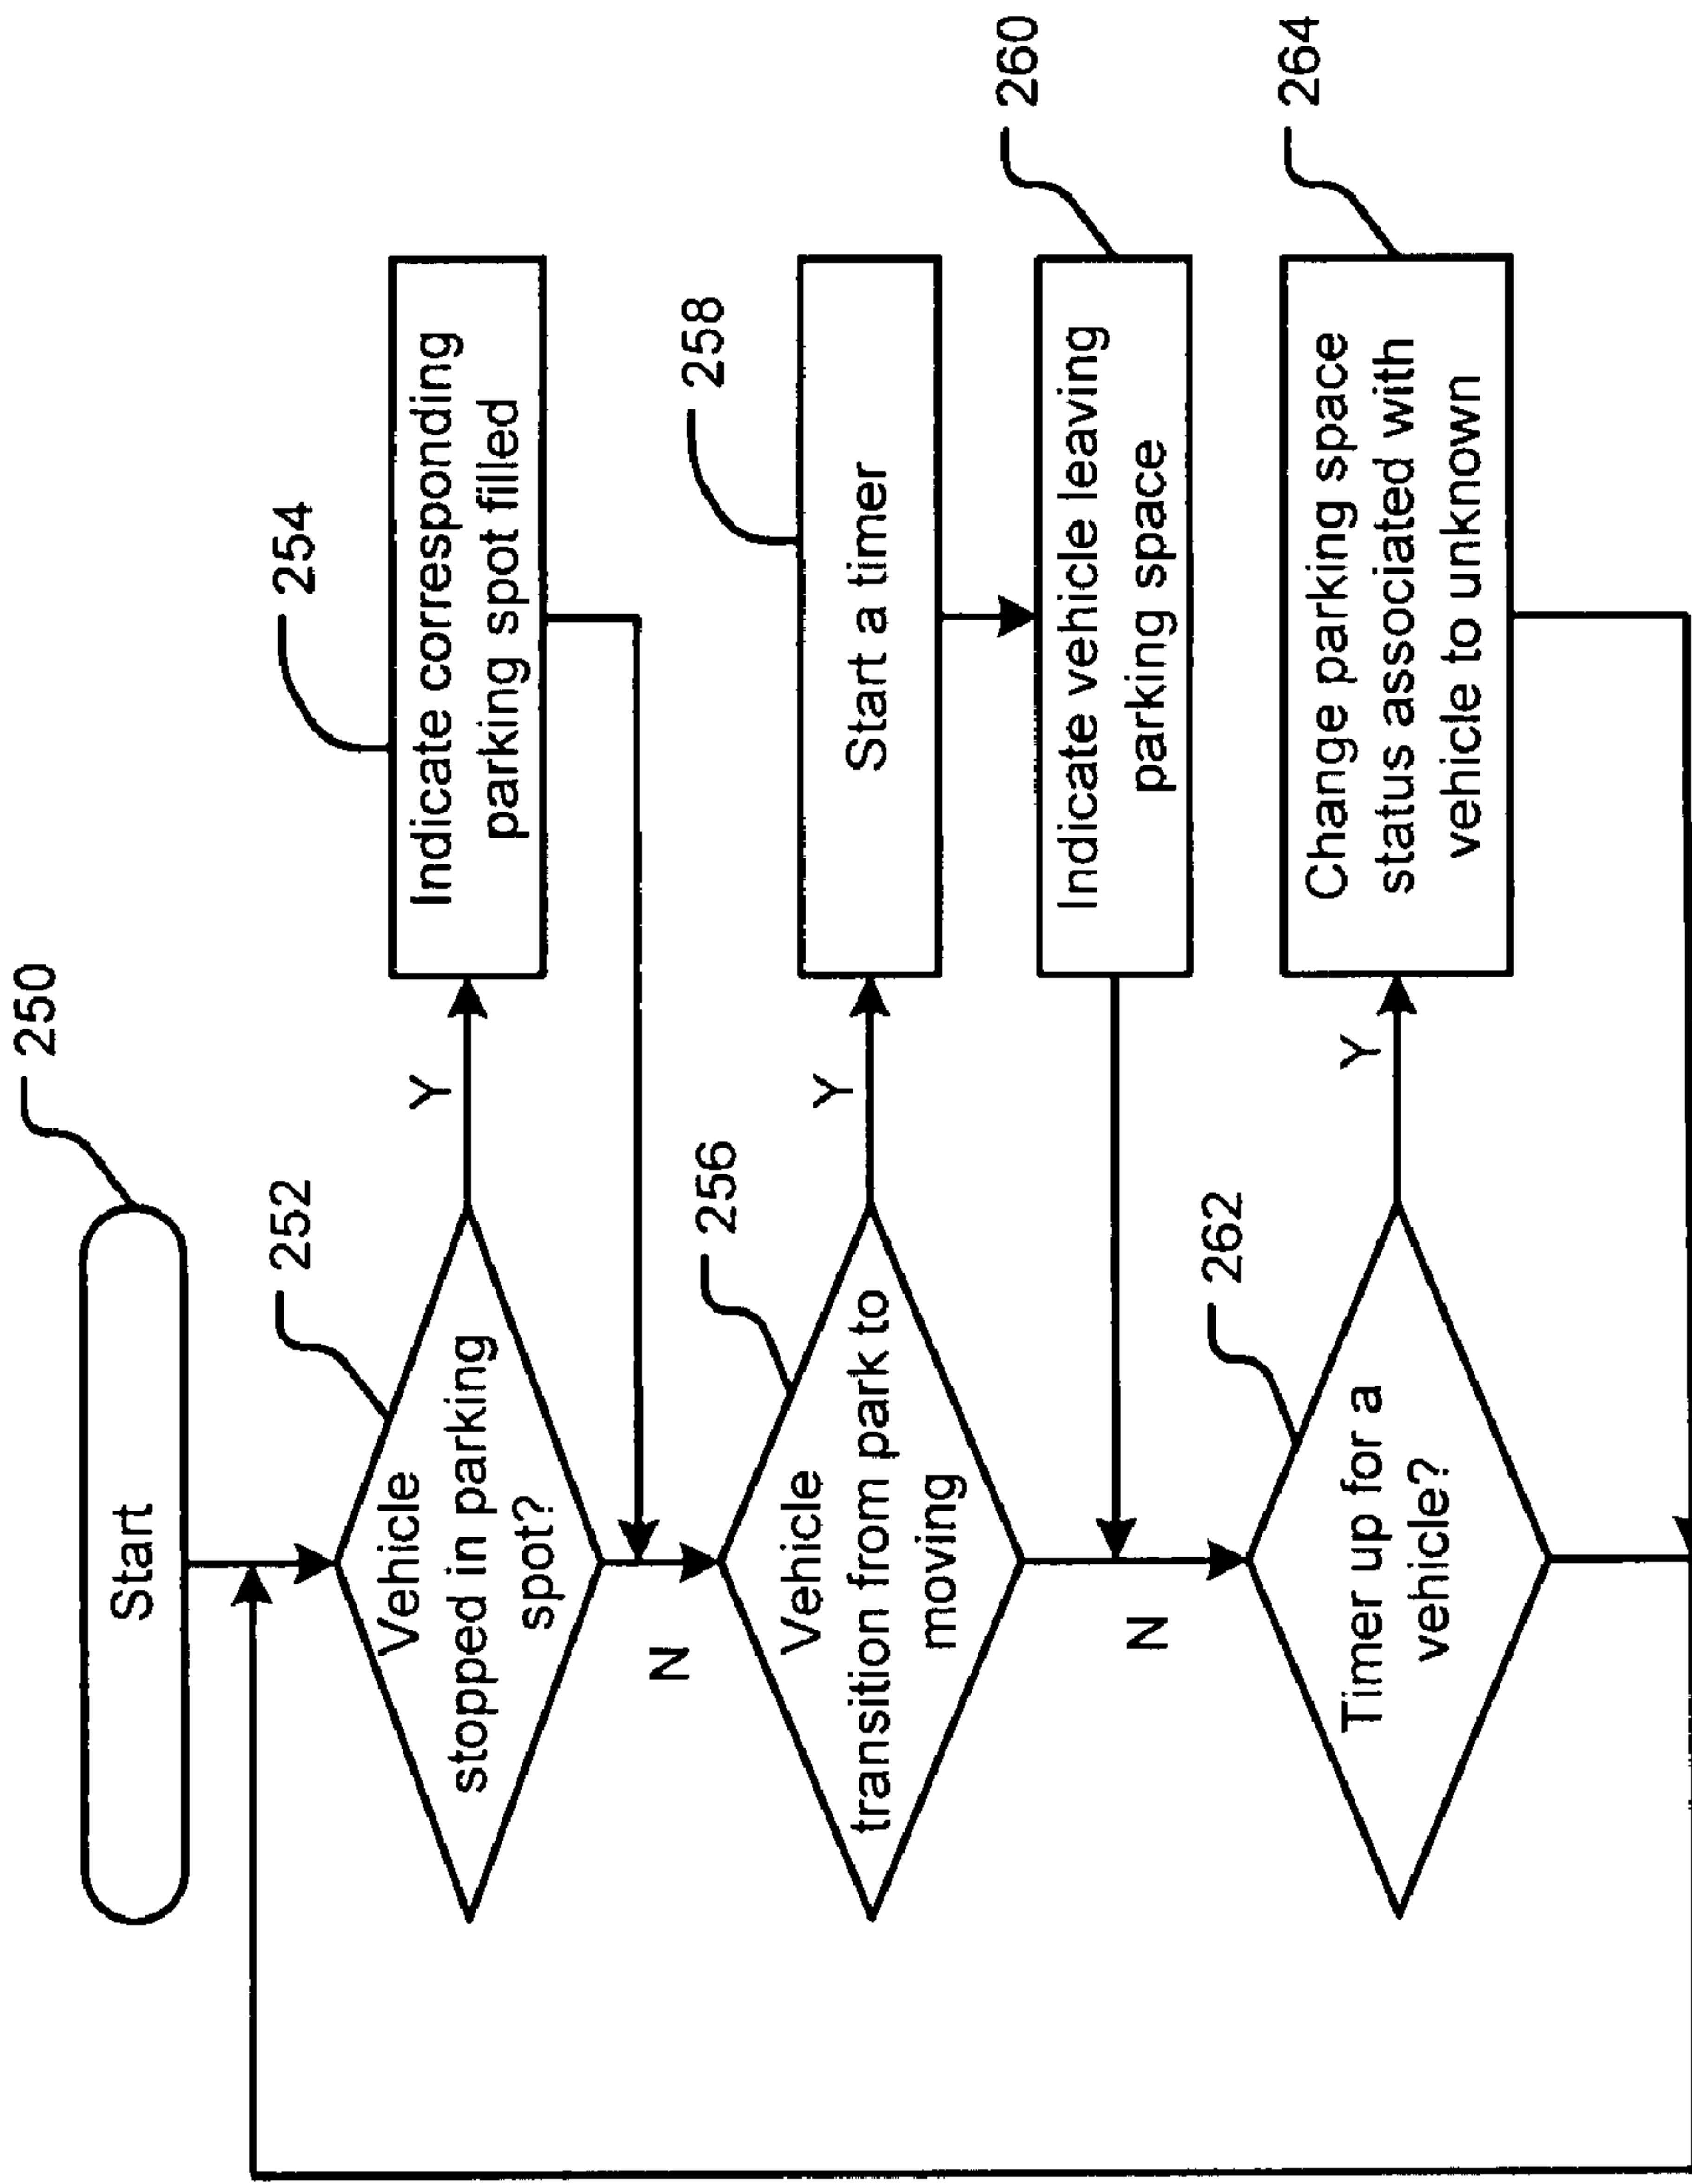 250
Start
252
Vehicle
stopped in parking
spot?
Y
254
Indicate corresponding
parking spot filled
N
256
Vehicle
transition from park to
moving
Y
258
Start a timer
260
Indicate vehicle leaving
parking space
N
262
Timer up for a
vehicle?
Y
264
Change parking space
status associated with
vehicle to unknown